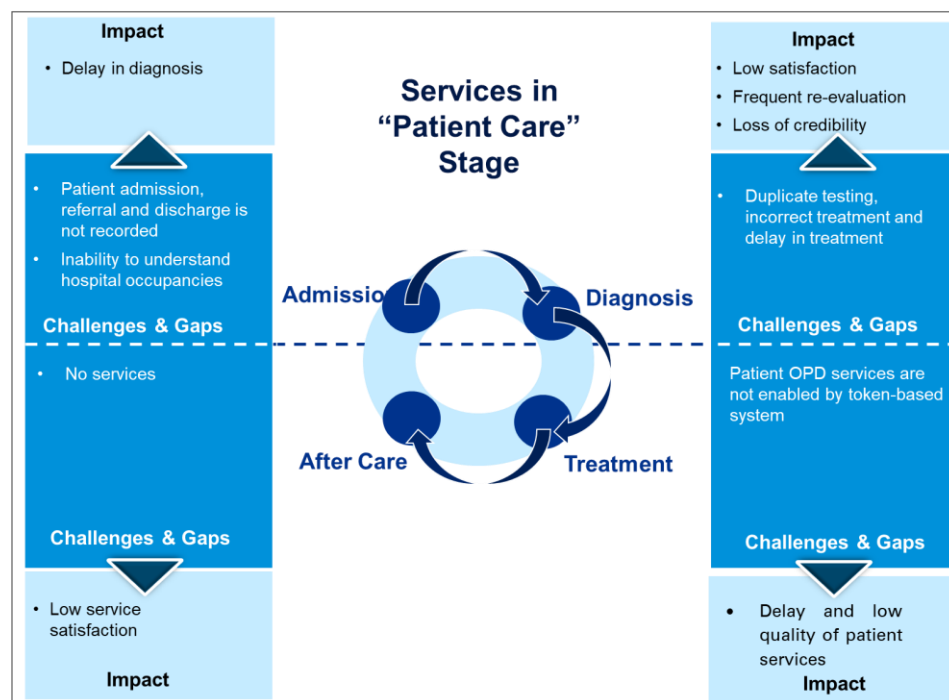 Impact
• Delay in diagnosis
• Patient admission,
referral and discharge is
not recorded
• Inability to understand
hospital occupancies
Challenges & Gaps
• No services
Challenges & Gaps
• Low service
satisfaction
Impact
Services in
“Patient Care”
Stage
Admission
Diagnosis
After Care
Treatment
Impact
• Low satisfaction
• Frequent re-evaluation
• Loss of credibility
• Duplicate testing,
incorrect treatment and
delay in treatment
Challenges & Gaps
Patient OPD services are
not enabled by token-based
system
Challenges & Gaps
• Delay and low
quality of patient
services
Impact